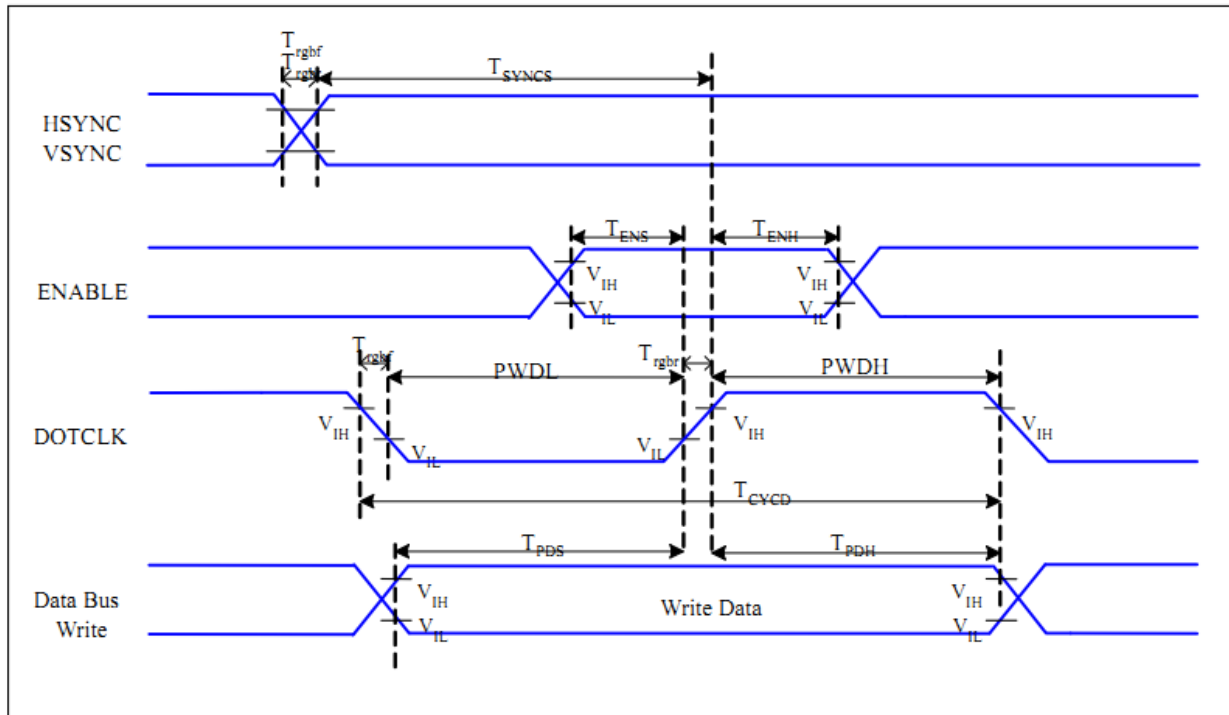 Trgbf
Trgbr
TSYNCS
HSYNC
VSYNC
TENS
TENH
VIH
VIH
ENABLE
VIL
VIL
Trgbf
Trgbr
PWDL
PWDH
VIH
VIH
VIH
DOTCLK
VIL
VIL
TCYCD
TPDS
TPDH
VIH
VIH
Data Bus
Write
Write Data
VIL
VIL